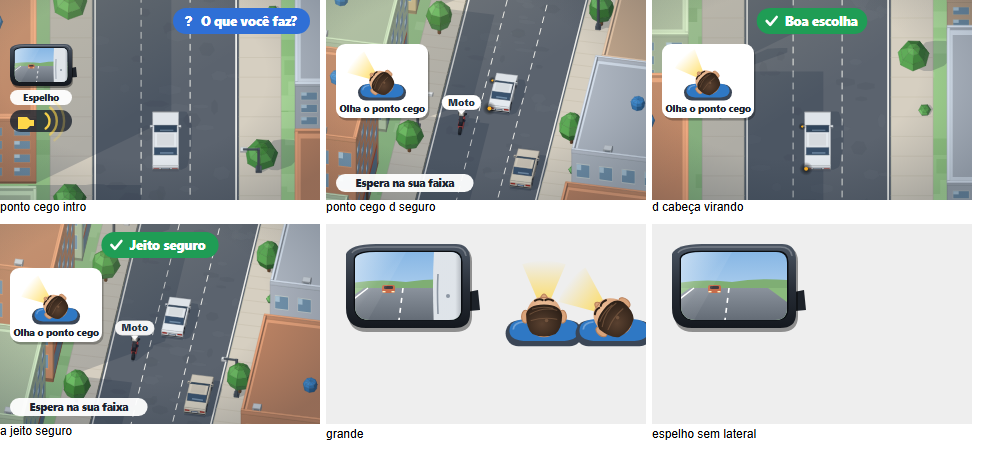 ? O que você faz?
Espelho
ponto cego intro
Olha o ponto cego
Moto
Espera na sua faixa
ponto cego d seguro
Boa escolha
Olha o ponto cego
d cabeça virando
Jeito seguro
Olha o ponto cego
Moto
Espera na sua faixa
a jeito seguro
grande
espelho sem lateral